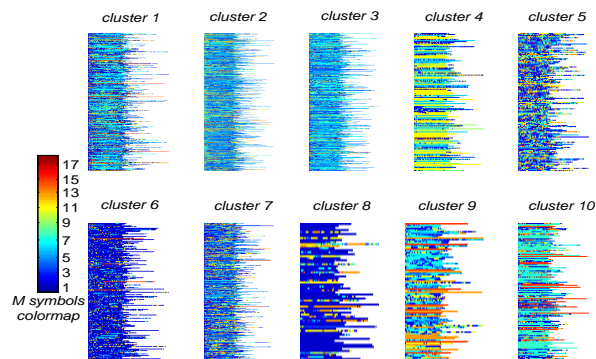 cluster 1
cluster 2
cluster 3
cluster 4
cluster 5
17
15
13
11
9
7
5
3
1
M symbols
colormap
cluster 6
cluster 7
cluster 8
cluster 9
cluster 10